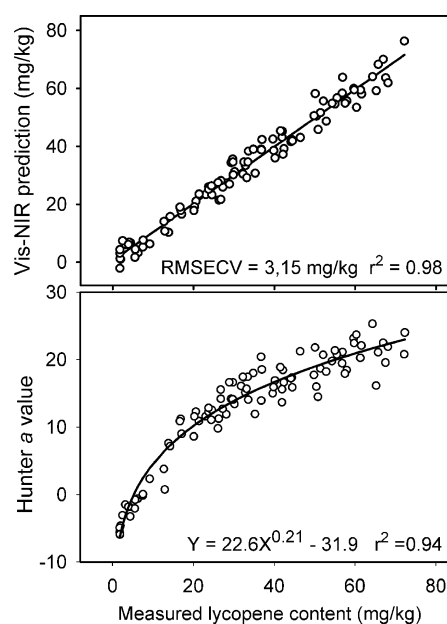 Vis-NIR prediction (mg/kg)
80
60
40
20
0
RMSECV = 3,15 mg/kg r² = 0.98
Hunter a value
30
20
10
0
-10
Y = 22.6X^0.21 - 31.9 r² =0.94
0 20 40 60 80
Measured lycopene content (mg/kg)